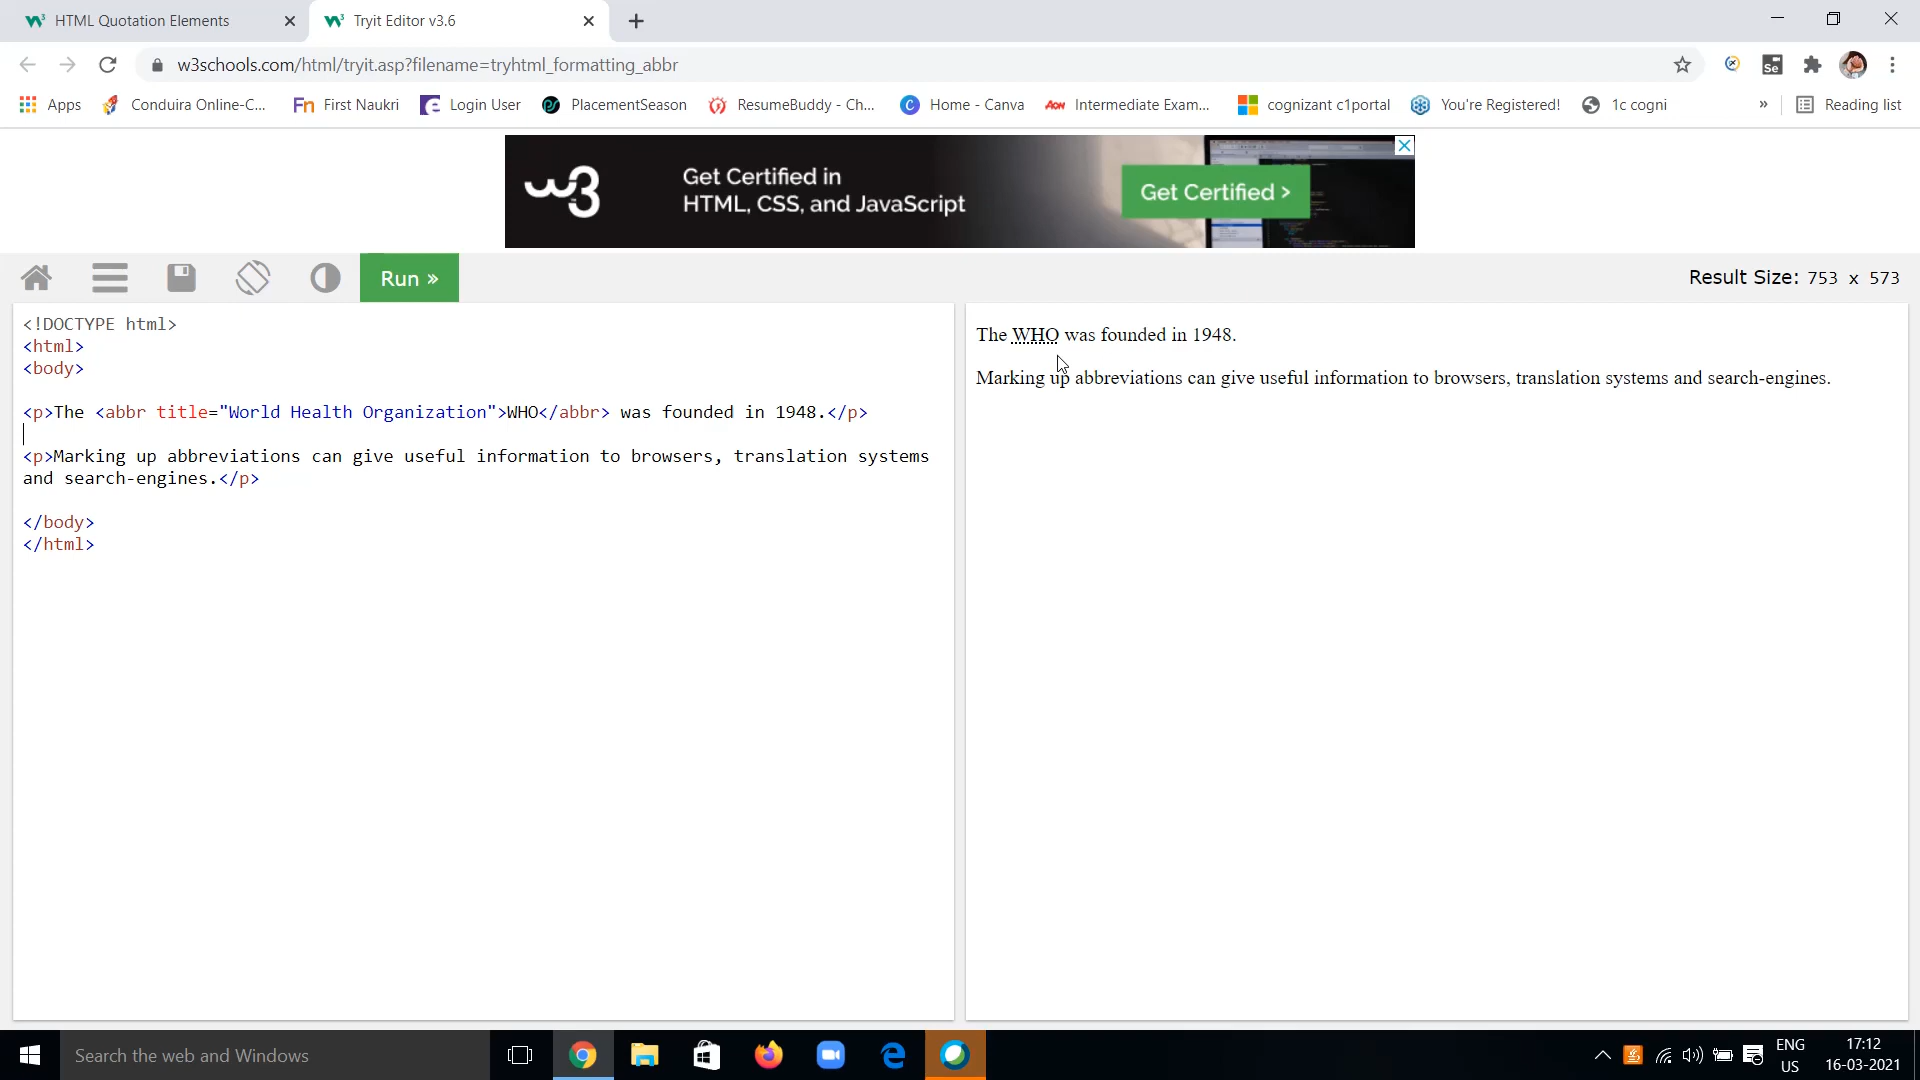 HTML Quotation Elements
Tryit Editor v3.6
w3schools.com/html/tryit.asp?filename=tryhtml_formatting_abbr
Apps
Conduira Online-C...
Fn First Naukri
Login User
PlacementSeason
ResumeBuddy - Ch...
C Home - Canva
Aon Intermediate Exam...
cognizant c1portal
You're Registered!
1c cogni
»
Reading list
w3
Get Certified in
HTML, CSS, and JavaScript
Get Certified >
Run »
Result Size: 753 x 573
<!DOCTYPE html>
<html>
<body>
<p>The <abbr title="World Health Organization">WHO</abbr> was founded in 1948.</p>
<p>Marking up abbreviations can give useful information to browsers, translation systems
and search-engines.</p>
</body>
</html>
The WHO was founded in 1948.
Marking up abbreviations can give useful information to browsers, translation systems and search-engines.
Search the web and Windows
ENG
US
17:12
16-03-2021